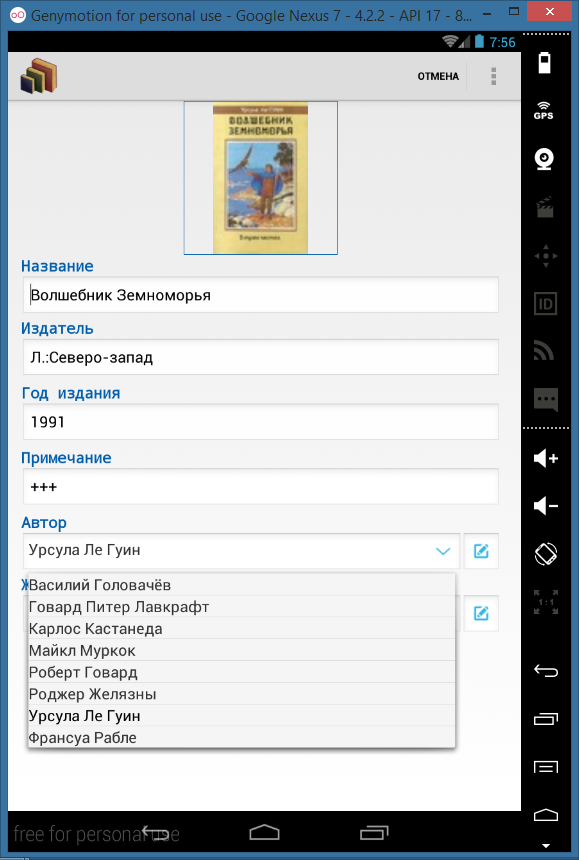 Genymotion for personal use - Google Nexus 7 - 4.2.2 - API 17 - 8...
7:56
ОТМЕНА
GPS
Урсула Ле Гуин
ВОЛШЕБНИК
ЗЕМНОМОРЬЯ
Название
Волшебник Земноморья
ID
Издатель
Л.:Северо-запад
Год издания
1991
Примечание
+++
Автор
Урсула Ле Гуин
Ж
1:1
Василий Головачёв
Говард Питер Лавкрафт
Карлос Кастанеда
Майкл Муркок
Роберт Говард
Роджер Желязны
Урсула Ле Гуин
Франсуа Рабле
free for personal use